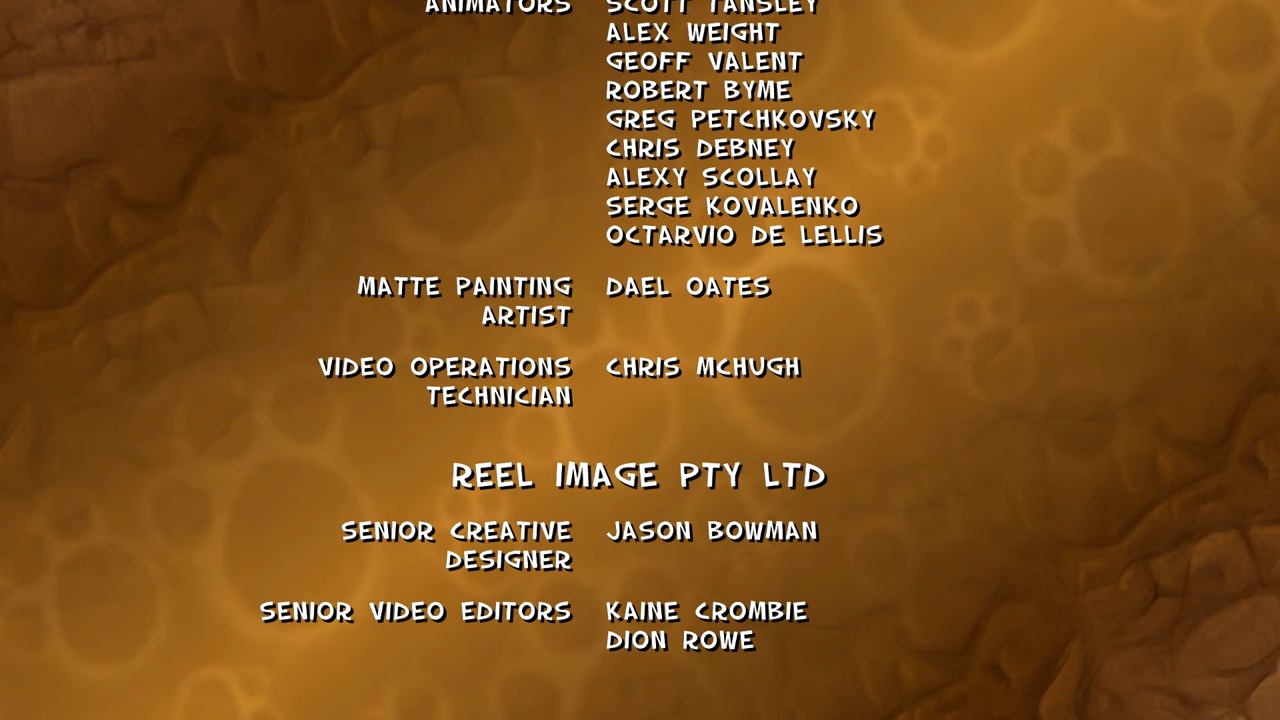 ANIMATORS SCOTT TANSLEY
ALEX WEIGHT
GEOFF VALENT
ROBERT BYME
GREG PETCHKOVSKY
CHRIS DEBNEY
ALEXY SCOLLAY
SERGE KOVALENKO
OCTARVIO DE LELLIS
MATTE PAINTING DAEL OATES
ARTIST
VIDEO OPERATIONS CHRIS MCHUGH
TECHNICIAN
REEL IMAGE PTY LTD
SENIOR CREATIVE JASON BOWMAN
DESIGNER
SENIOR VIDEO EDITORS KAINE CROMBIE
DION ROWE